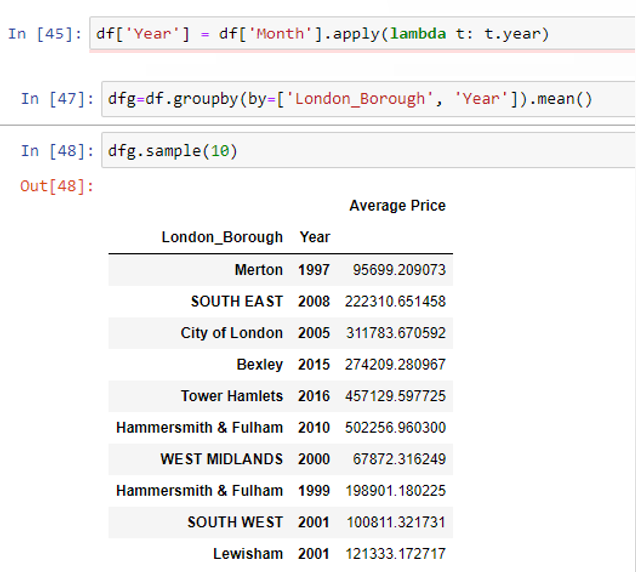 In [45]: df['Year'] = df['Month'].apply(lambda t: t.year)
In [47]: dfg=df.groupby(by=['London_Borough', 'Year']).mean()
In [48]: dfg.sample(10)
Out[48]:
Average Price
London_Borough Year
Merton 1997 95699.209073
SOUTH EAST 2008 222310.651458
City of London 2005 311783.670592
Bexley 2015 274209.280967
Tower Hamlets 2016 457129.597725
Hammersmith & Fulham 2010 502256.960300
WEST MIDLANDS 2000 67872.316249
Hammersmith & Fulham 1999 198901.180225
SOUTH WEST 2001 100811.321731
Lewisham 2001 121333.172717